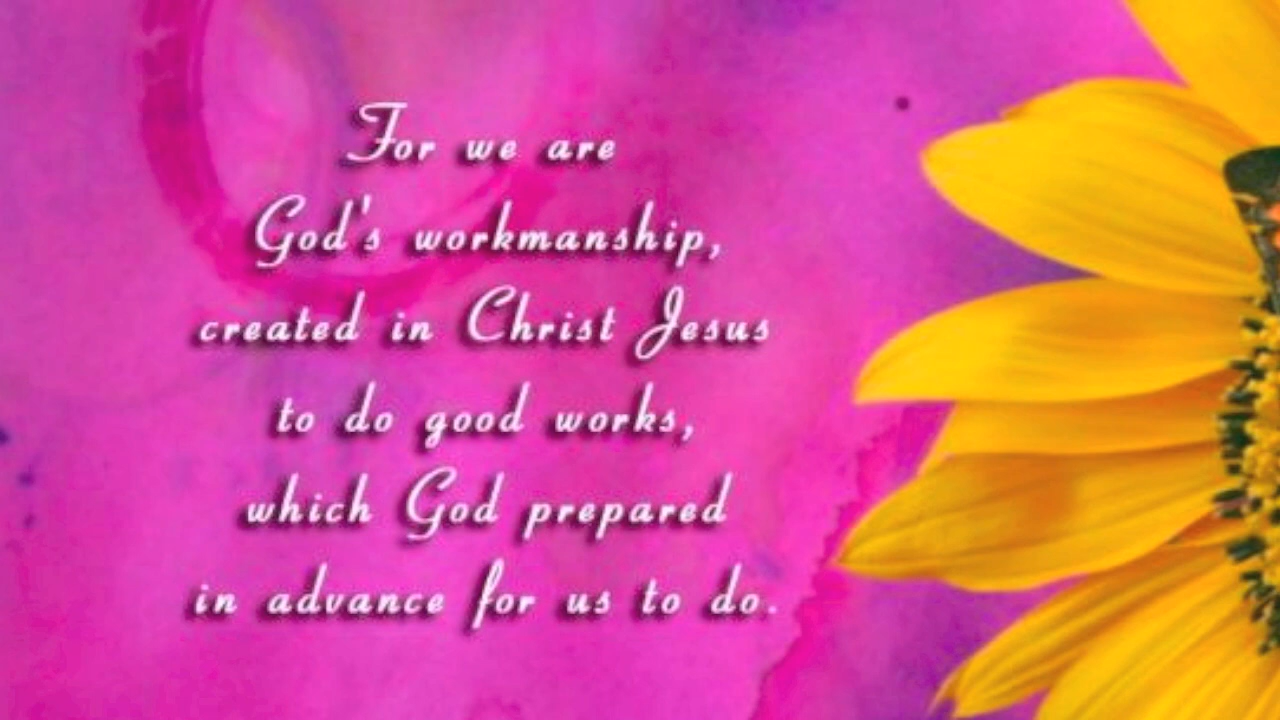 For we are
God's workmanship,
created in Christ Jesus
to do good works,
which God prepared
in advance for us to do.